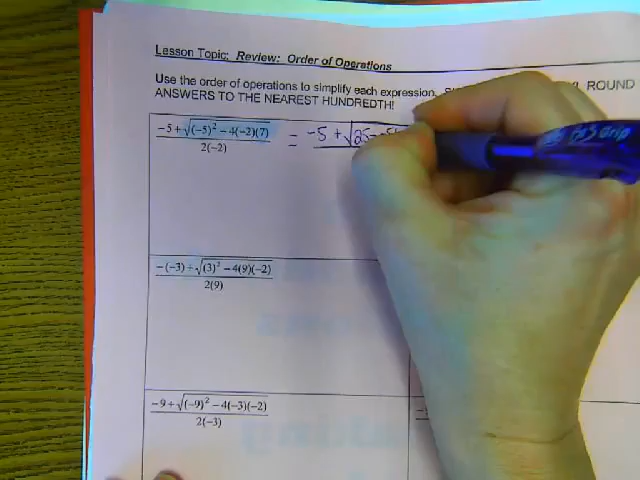 Lesson Topic: Review: Order of Operations
Use the order of operations to simplify each expression. ROUND
ANSWERS TO THE NEAREST HUNDREDTH!
-5 + √(-5)² - 4(-2)(7)
2(-2)
= -5 + √25 -
-(-3) + √(3)² - 4(9)(-2)
2(9)
-9 + √(-9)² - 4(-3)(-2)
2(-3)